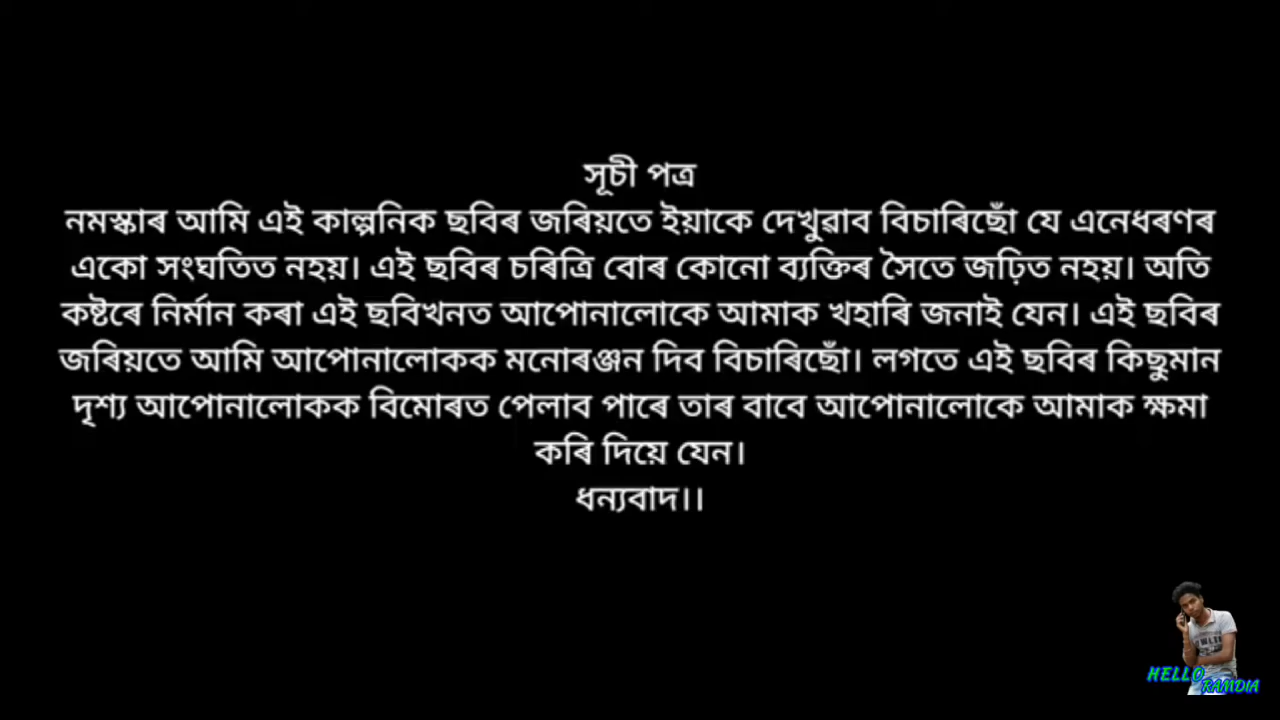 সূচী পত্ৰ
নমস্কাৰ আমি এই কাল্পনিক ছবিৰ জৰিয়তে ইয়াকে দেখুৱাব বিচাৰিছোঁ যে এনেধৰণৰ
একো সংঘতিত নহয়। এই ছবিৰ চৰিত্ৰি বোৰ কোনো ব্যক্তিৰ সৈতে জঢ়িত নহয়। অতি
কষ্টৰে নিৰ্মান কৰা এই ছবিখনত আপোনালোকে আমাক খহাৰি জনাই যেন। এই ছবিৰ
জৰিয়তে আমি আপোনালোকক মনোৰঞ্জন দিব বিচাৰিছোঁ। লগতে এই ছবিৰ কিছুমান
দৃশ্য আপোনালোকক বিমোৰত পেলাব পাৰে তাৰ বাবে আপোনালোকে আমাক ক্ষমা
কৰি দিয়ে যেন।
ধন্যবাদ।।
HELLO
RAMDIA